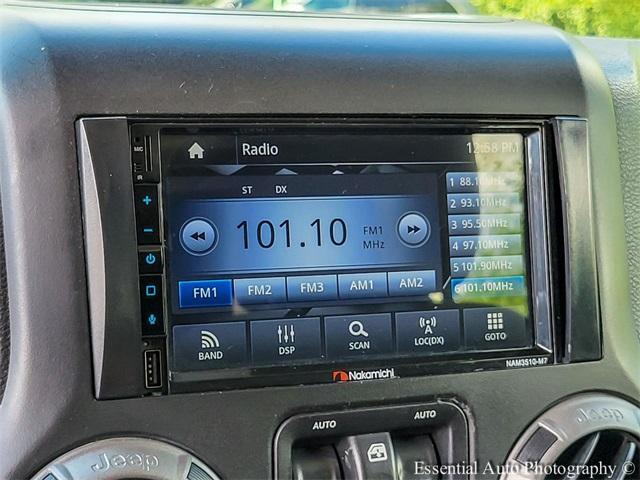 Radio 12:58 PM
MIC
IR
ST DX
101.10 FM1 MHz
1 88.10MHz
2 93.10MHz
3 95.50MHz
4 97.10MHz
5 101.90MHz
6 101.10MHz
FM1 FM2 FM3 AM1 AM2
BAND DSP SCAN LOC(DX) GOTO
NAM3510-M7
Nakamichi
AUTO AUTO
Jeep Jeep
Essential Auto Photography ©